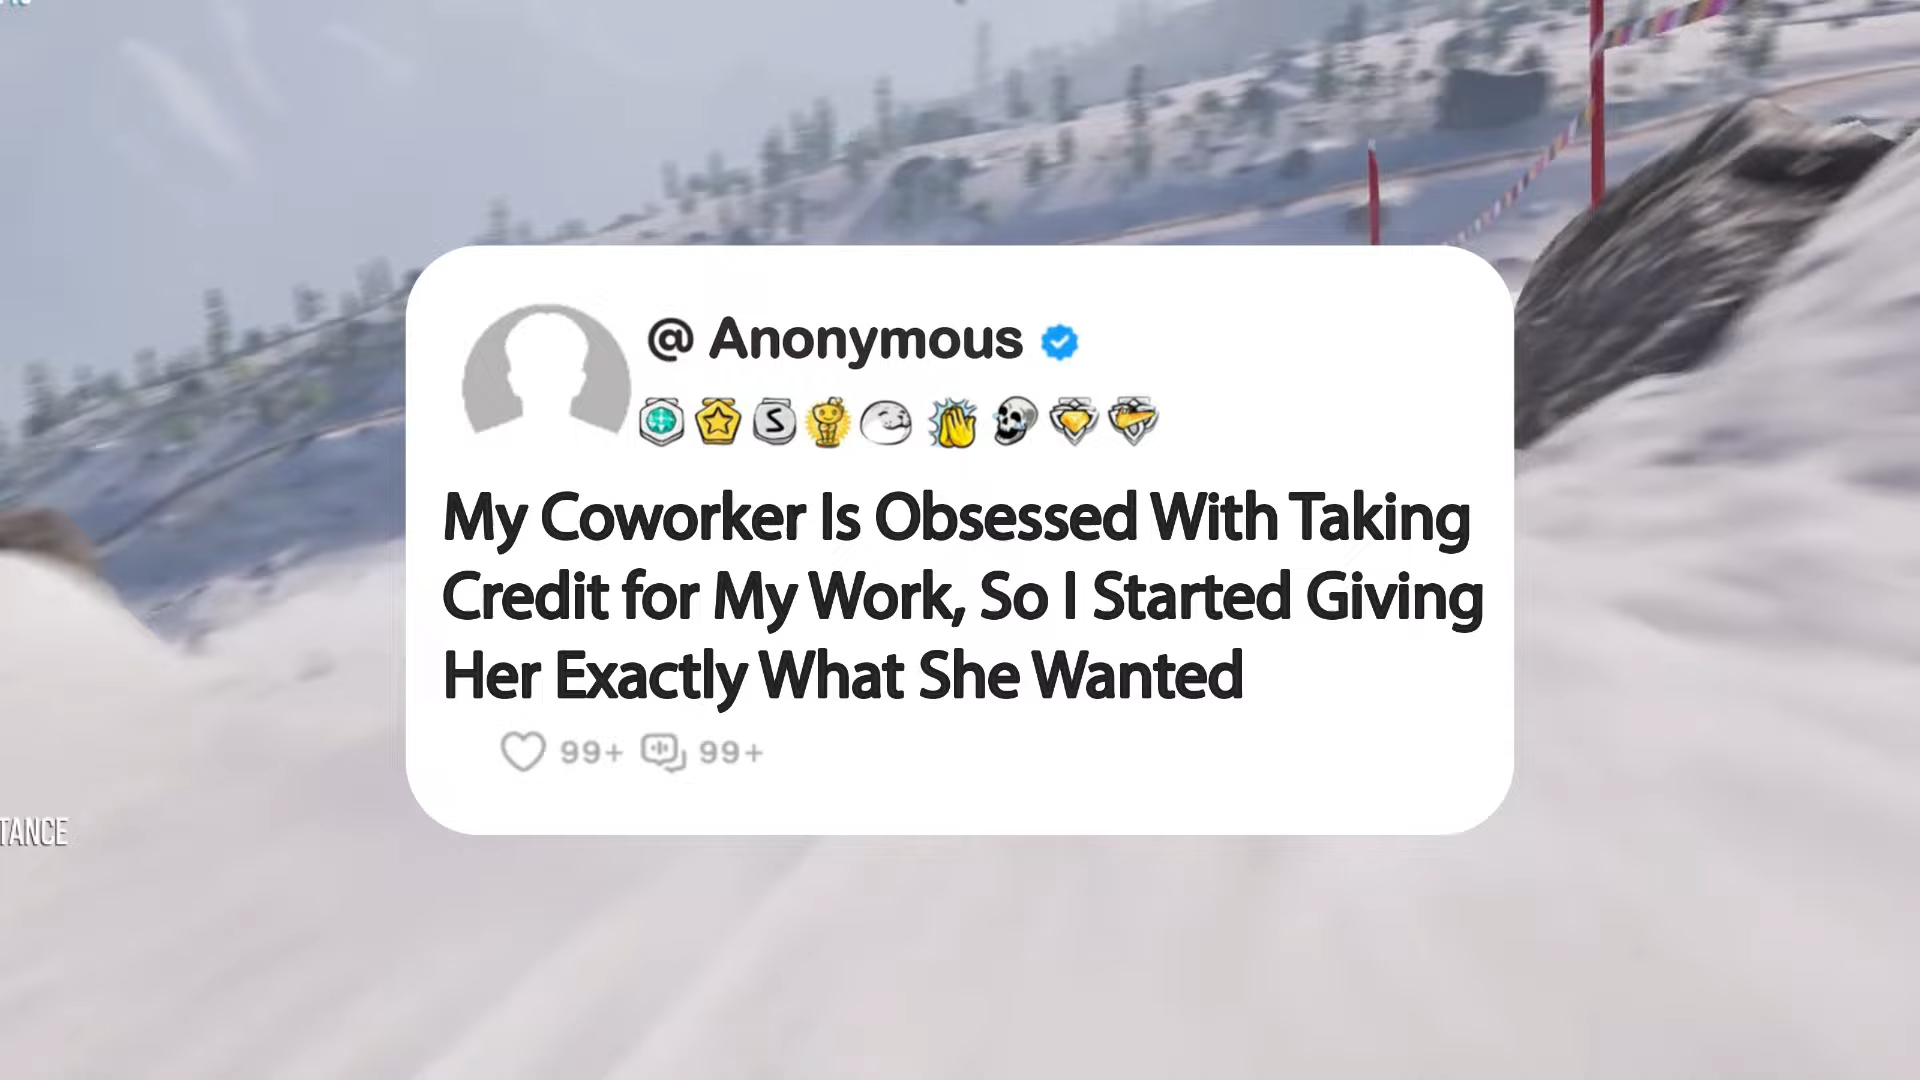 @ Anonymous
My Coworker Is Obsessed With Taking
Credit for My Work, So I Started Giving
Her Exactly What She Wanted
99+ 99+
TANCE